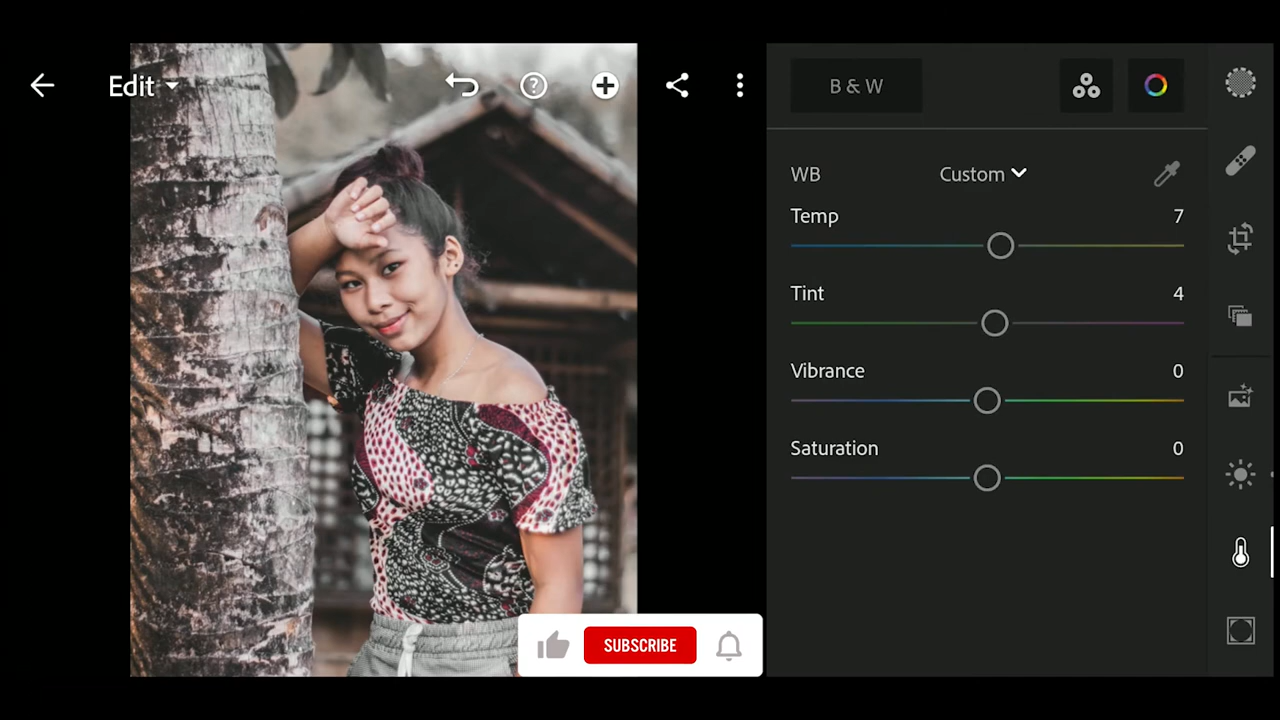 Edit
B & W
WB Custom
Temp 7
Tint 4
Vibrance 0
Saturation 0
SUBSCRIBE